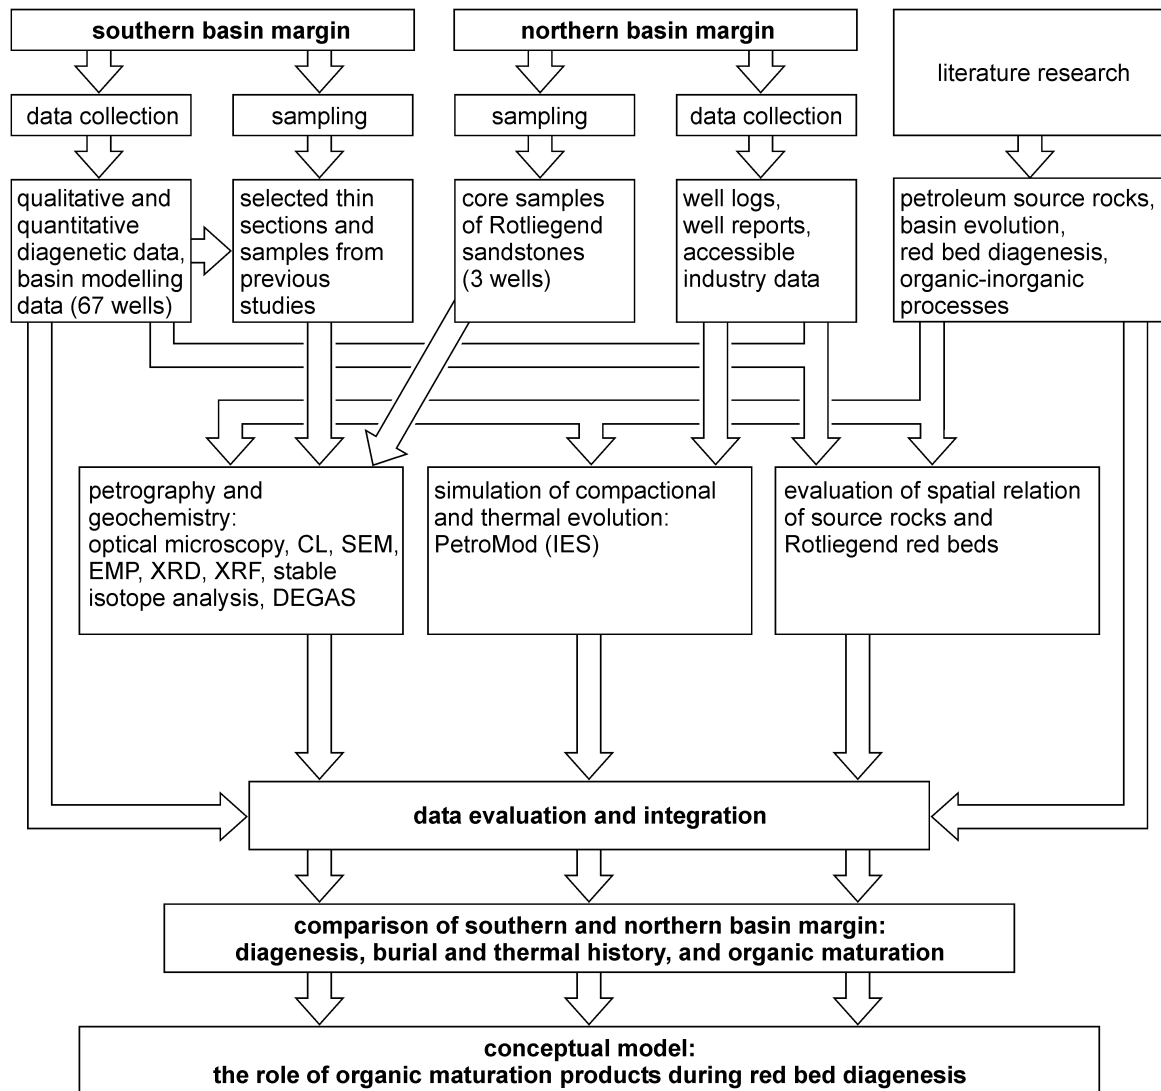 southern basin margin
northern basin margin
literature research
data collection
sampling
sampling
data collection
qualitative and
quantitative
diagenetic data,
basin modelling
data (67 wells)
selected thin
sections and
samples from
previous
studies
core samples
of Rotliegend
sandstones
(3 wells)
well logs,
well reports,
accessible
industry data
petroleum source rocks,
basin evolution,
red bed diagenesis,
organic-inorganic
processes
petrography and
geochemistry:
optical microscopy, CL, SEM,
EMP, XRD, XRF, stable
isotope analysis, DEGAS
simulation of compactional
and thermal evolution:
PetroMod (IES)
evaluation of spatial relation
of source rocks and
Rotliegend red beds
data evaluation and integration
comparison of southern and northern basin margin:
diagenesis, burial and thermal history, and organic maturation
conceptual model:
the role of organic maturation products during red bed diagenesis